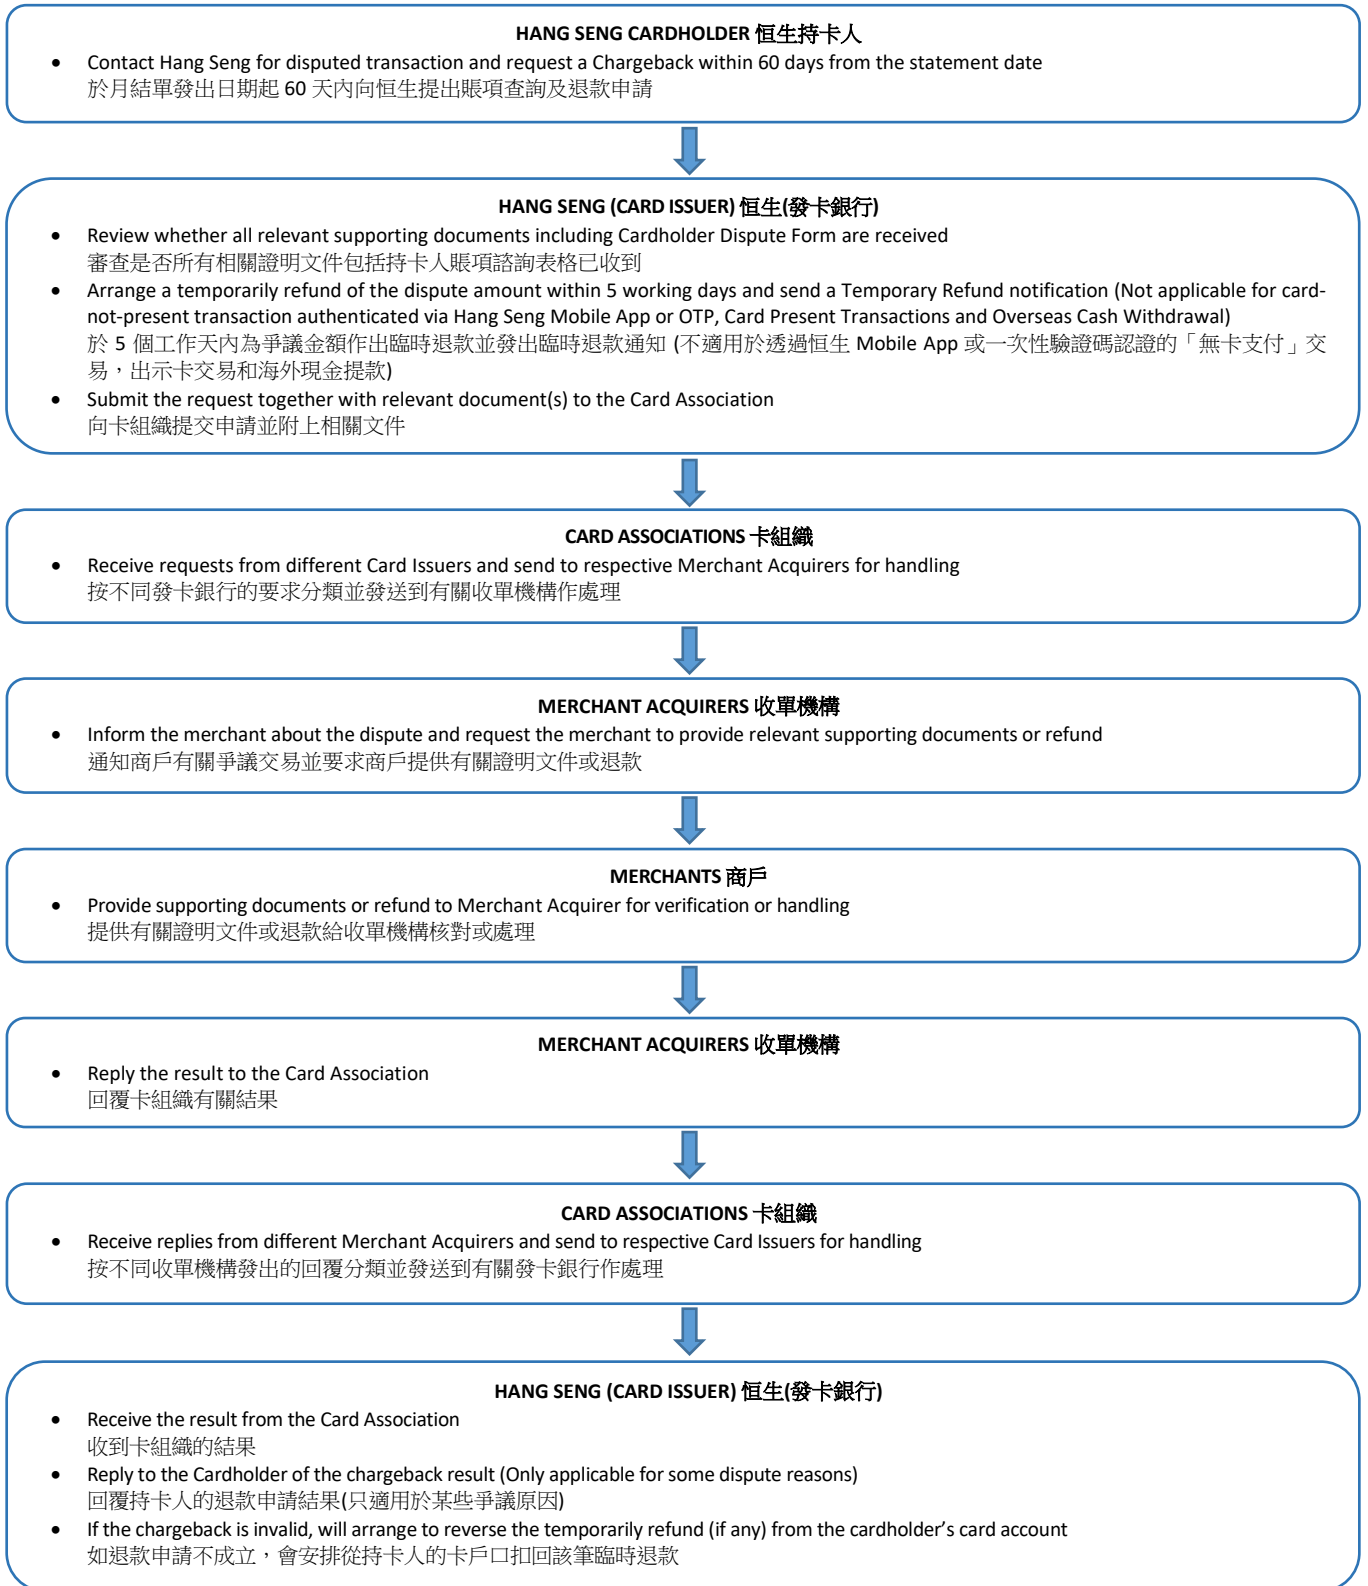 HANG SENG CARDHOLDER 恒生持卡人
• Contact Hang Seng for disputed transaction and request a Chargeback within 60 days from the statement date
於月結單發出日期起 60 天內向恒生提出賬項查詢及退款申請
HANG SENG (CARD ISSUER) 恒生(發卡銀行)
• Review whether all relevant supporting documents including Cardholder Dispute Form are received
審查是否所有相關證明文件包括持卡人賬項諮詢表格已收到
• Arrange a temporarily refund of the dispute amount within 5 working days and send a Temporary Refund notification (Not applicable for card-
not-present transaction authenticated via Hang Seng Mobile App or OTP, Card Present Transactions and Overseas Cash Withdrawal)
於 5 個工作天內為爭議金額作出臨時退款並發出臨時退款通知 (不適用於透過恒生 Mobile App 或一次性驗證碼認證的「無卡支付」交
易，出示卡交易和海外現金提款)
• Submit the request together with relevant document(s) to the Card Association
向卡組織提交申請並附上相關文件
CARD ASSOCIATIONS 卡組織
• Receive requests from different Card Issuers and send to respective Merchant Acquirers for handling
按不同發卡銀行的要求分類並發送到有關收單機構作處理
MERCHANT ACQUIRERS 收單機構
• Inform the merchant about the dispute and request the merchant to provide relevant supporting documents or refund
通知商戶有關爭議交易並要求商戶提供有關證明文件或退款
MERCHANTS 商戶
• Provide supporting documents or refund to Merchant Acquirer for verification or handling
提供有關證明文件或退款給收單機構核對或處理
MERCHANT ACQUIRERS 收單機構
• Reply the result to the Card Association
回覆卡組織有關結果
CARD ASSOCIATIONS 卡組織
• Receive replies from different Merchant Acquirers and send to respective Card Issuers for handling
按不同收單機構發出的回覆分類並發送到有關發卡銀行作處理
HANG SENG (CARD ISSUER) 恒生(發卡銀行)
• Receive the result from the Card Association
收到卡組織的結果
• Reply to the Cardholder of the chargeback result (Only applicable for some dispute reasons)
回覆持卡人的退款申請結果(只適用於某些爭議原因)
• If the chargeback is invalid, will arrange to reverse the temporarily refund (if any) from the cardholder’s card account
如退款申請不成立，會安排從持卡人的卡戶口扣回該筆臨時退款